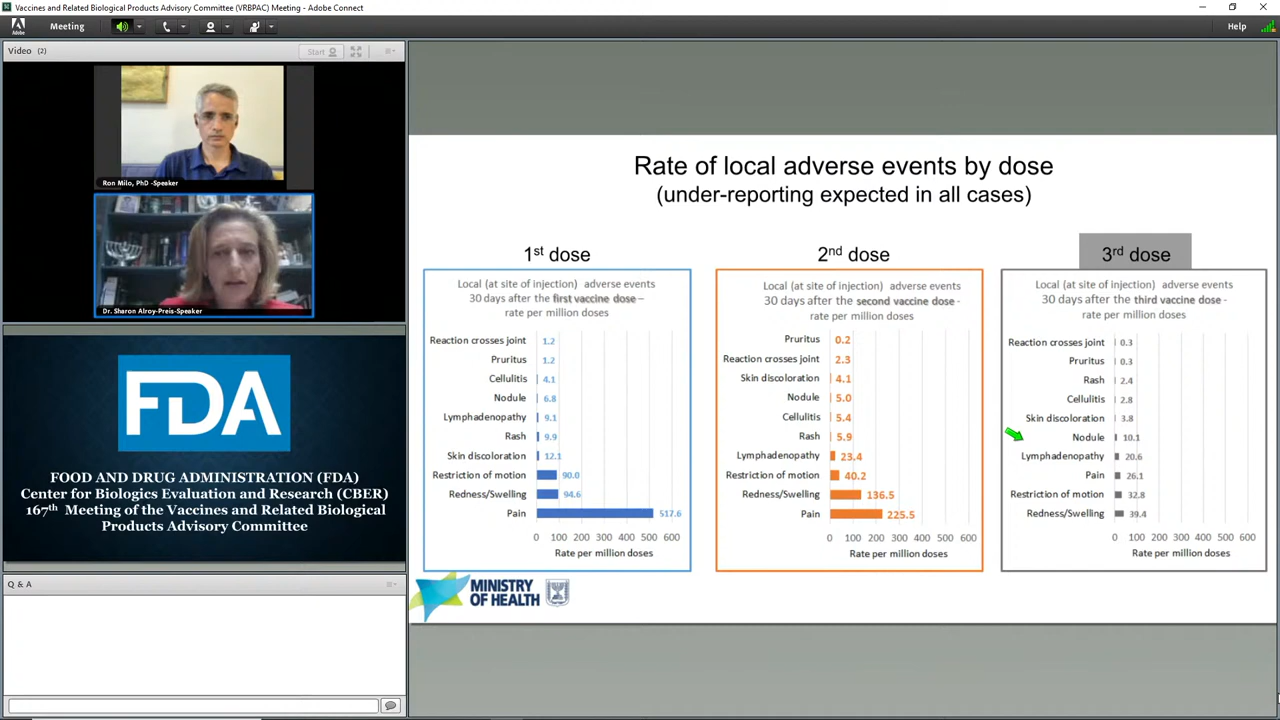 Vaccines and Related Biological Products Advisory Committee (VRBPAC) Meeting - Adobe Connect
Adobe
Meeting
Help
Video (2)
Start
Ron Milo, PhD -Speaker
Dr. Sharon Alroy-Preis-Speaker
FDA
FOOD AND DRUG ADMINISTRATION (FDA)
Center for Biologics Evaluation and Research (CBER)
167th Meeting of the Vaccines and Related Biological
Products Advisory Committee
Q & A
Rate of local adverse events by dose
(under-reporting expected in all cases)
1st dose
Local (at site of injection) adverse events
30 days after the first vaccine dose –
rate per million doses
Reaction crosses joint 1.2
Pruritus 1.2
Cellulitis 4.1
Nodule 6.8
Lymphadenopathy 9.1
Rash 9.9
Skin discoloration 12.1
Restriction of motion 90.0
Redness/Swelling 94.6
Pain 517.6
0 100 200 300 400 500 600
Rate per million doses
2nd dose
Local (at site of injection) adverse events
30 days after the second vaccine dose -
rate per million doses
Pruritus 0.2
Reaction crosses joint 2.3
Skin discoloration 4.1
Nodule 5.0
Cellulitis 5.4
Rash 5.9
Lymphadenopathy 23.4
Restriction of motion 40.2
Redness/Swelling 136.5
Pain 225.5
0 100 200 300 400 500 600
Rate per million doses
3rd dose
Local (at site of injection) adverse events
30 days after the third vaccine dose -
rate per million doses
Reaction crosses joint 0.3
Pruritus 0.3
Rash 2.4
Cellulitis 2.8
Skin discoloration 3.8
Nodule 10.1
Lymphadenopathy 20.6
Pain 26.1
Restriction of motion 32.8
Redness/Swelling 39.4
0 100 200 300 400 500 600
Rate per million doses
MINISTRY
OF HEALTH